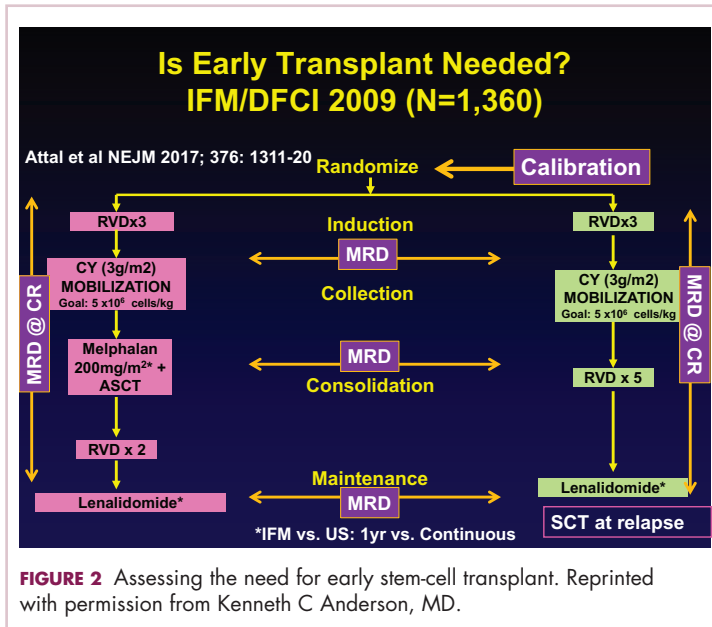 Is Early Transplant Needed?
IFM/DFCI 2009 (N=1,360)
Attal et al NEJM 2017; 376: 1311-20
Randomize
Calibration
RVDx3
Induction
RVDx3
MRD
CY (3g/m2)
MOBILIZATION
Goal: 5 x10⁶ cells/kg
Collection
CY (3g/m2)
MOBILIZATION
Goal: 5 x10⁶ cells/kg
MRD @ CR
MRD @ CR
Melphalan
200mg/m²* +
ASCT
MRD
Consolidation
RVD x 5
RVD x 2
Maintenance
Lenalidomide*
MRD
Lenalidomide*
*IFM vs. US: 1yr vs. Continuous
SCT at relapse
FIGURE 2 Assessing the need for early stem-cell transplant. Reprinted
with permission from Kenneth C Anderson, MD.